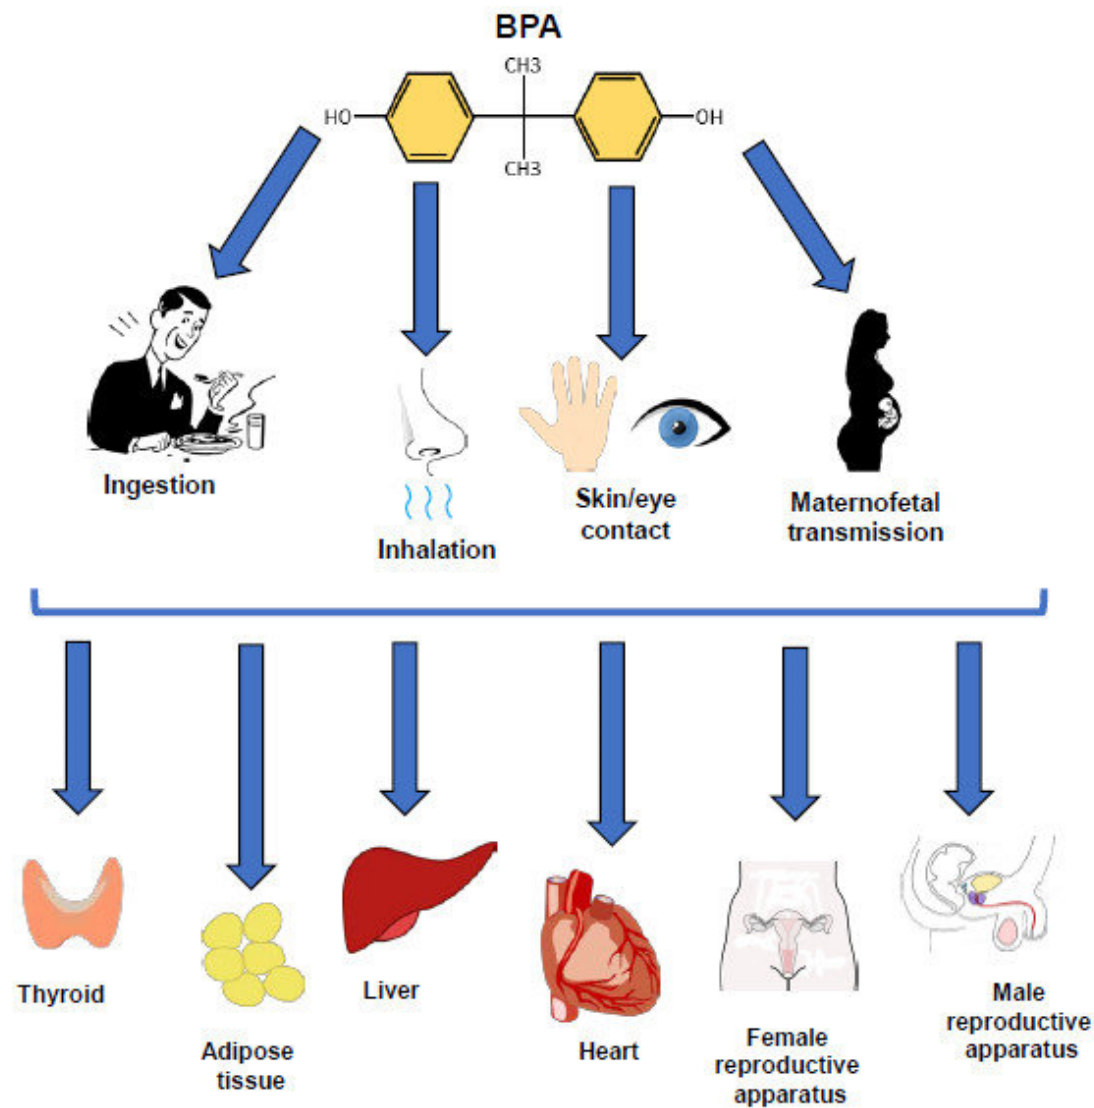 BPA
CH3
HO
OH
CH3
Ingestion
Inhalation
Skin/eye
contact
Maternofetal
transmission
Thyroid
Adipose
tissue
Liver
Heart
Female
reproductive
apparatus
Male
reproductive
apparatus